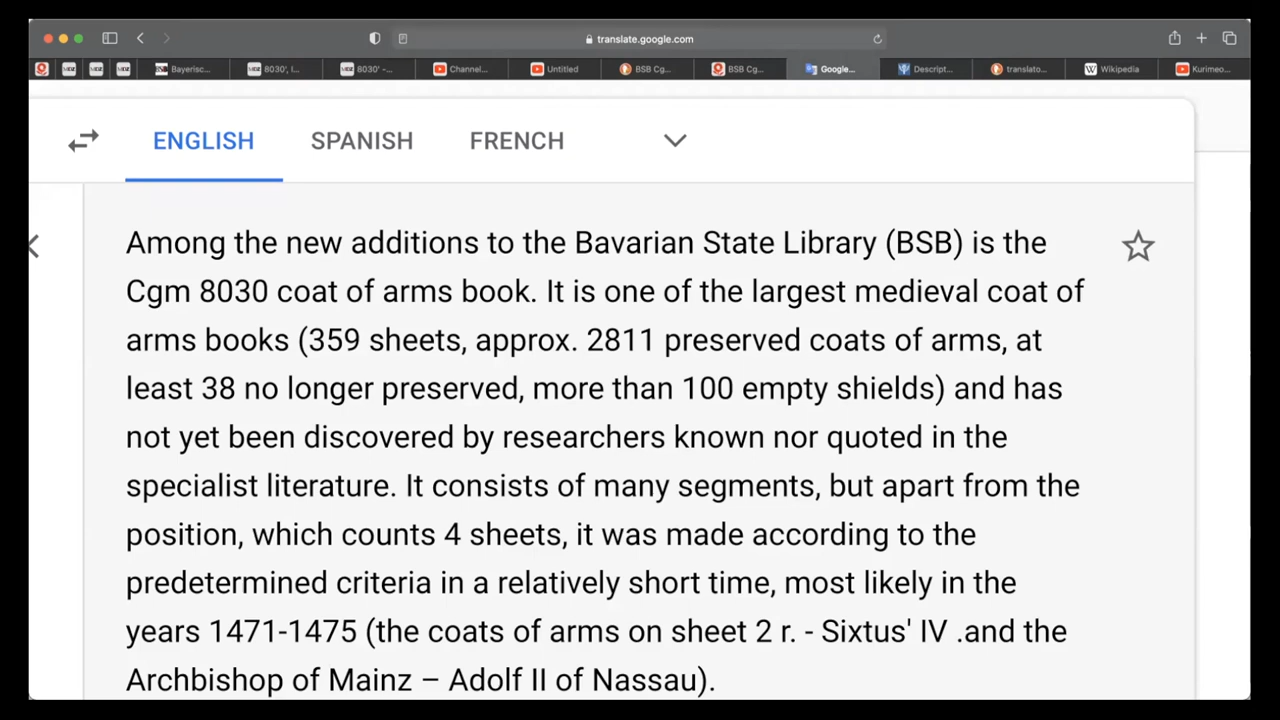 translate.google.com
Bayerisc... 8030', I... 8030' -... Channel... Untitled BSB Cg... BSB Cg... Google... Descript... translato... Wikipedia Kurimeo...
ENGLISH SPANISH FRENCH
Among the new additions to the Bavarian State Library (BSB) is the
Cgm 8030 coat of arms book. It is one of the largest medieval coat of
arms books (359 sheets, approx. 2811 preserved coats of arms, at
least 38 no longer preserved, more than 100 empty shields) and has
not yet been discovered by researchers known nor quoted in the
specialist literature. It consists of many segments, but apart from the
position, which counts 4 sheets, it was made according to the
predetermined criteria in a relatively short time, most likely in the
years 1471-1475 (the coats of arms on sheet 2 r. - Sixtus' IV .and the
Archbishop of Mainz – Adolf II of Nassau).